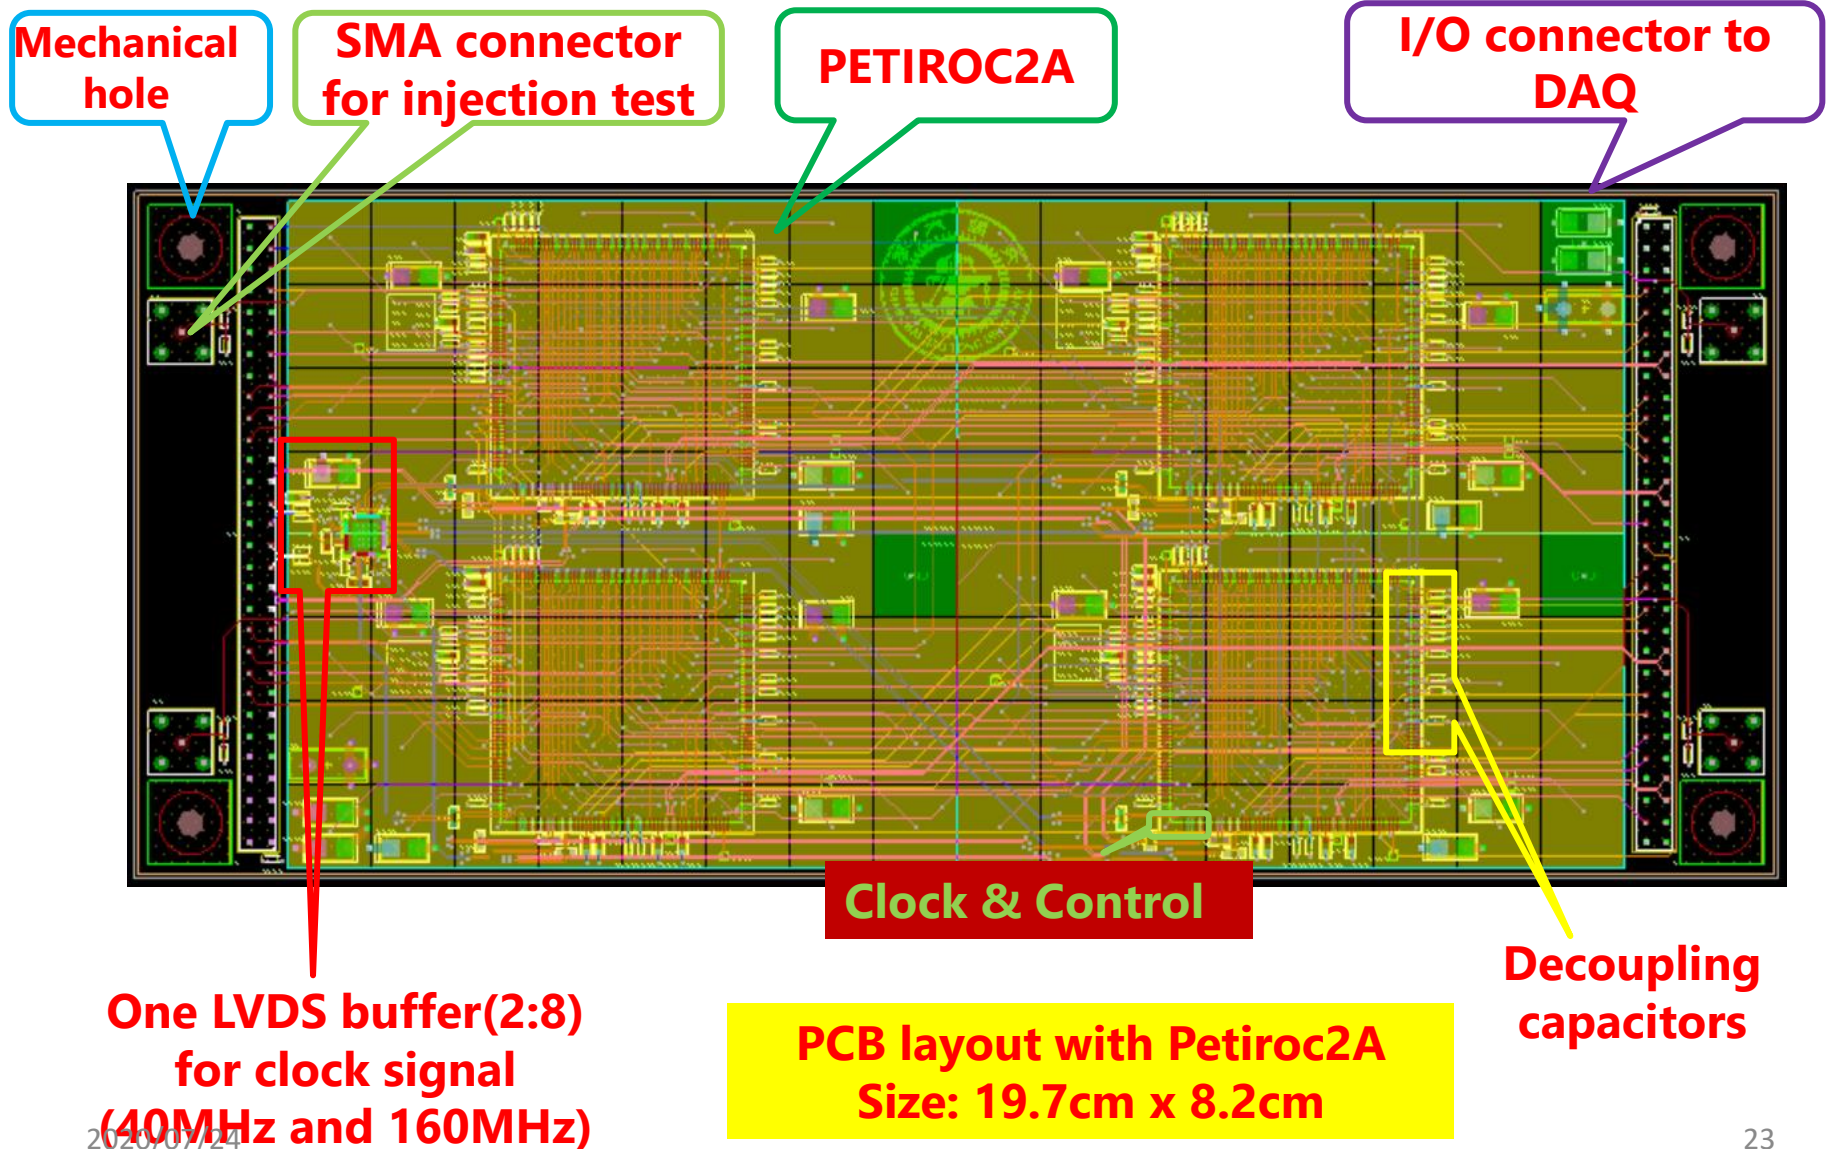 Mechanical
hole
SMA connector
for injection test
PETIROC2A
I/O connector to
DAQ
Clock & Control
One LVDS buffer(2:8)
for clock signal
(40MHz and 160MHz)
PCB layout with Petiroc2A
Size: 19.7cm x 8.2cm
Decoupling
capacitors
2020/07/24
23